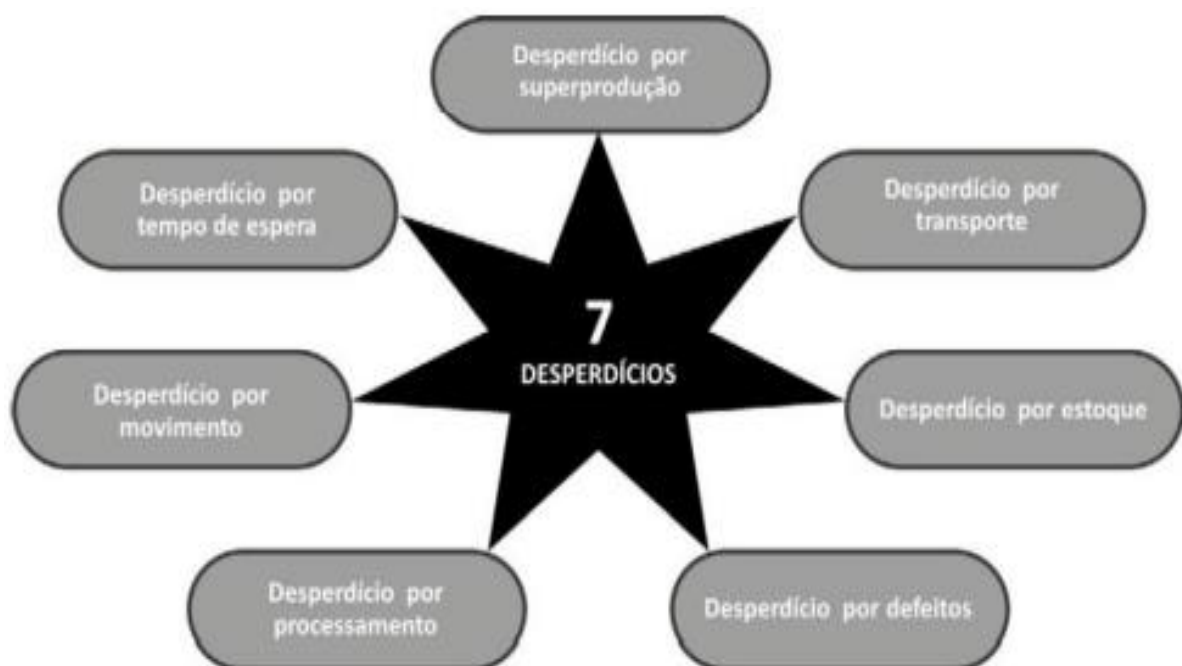 Desperdício por
superprodução
Desperdício por
tempo de espera
Desperdício por
transporte
7
DESPERDÍCIOS
Desperdício por
movimento
Desperdício por estoque
Desperdício por
processamento
Desperdício por defeitos